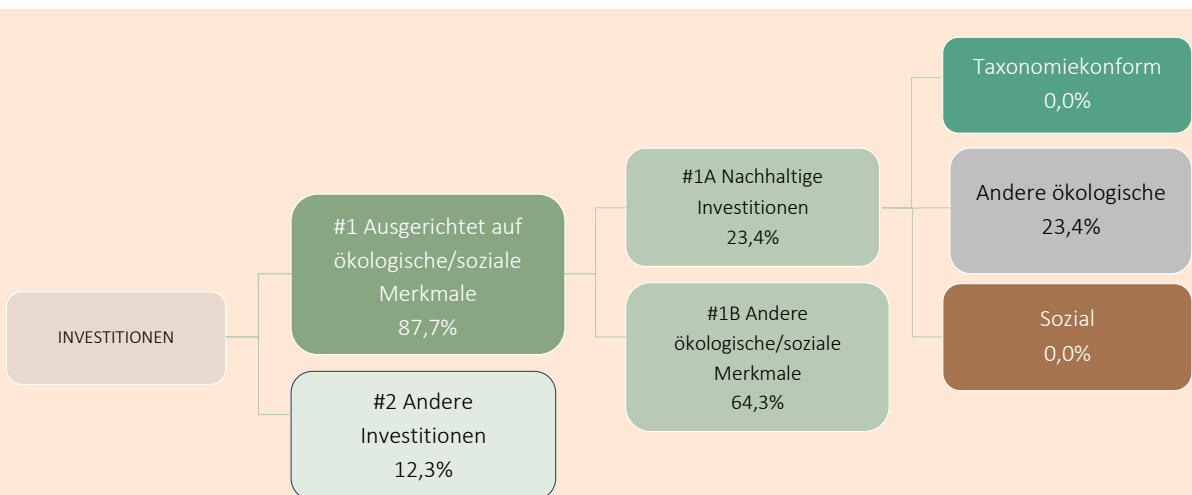 INVESTITIONEN
#1 Ausgerichtet auf
ökologische/soziale
Merkmale
87,7%
#2 Andere
Investitionen
12,3%
#1A Nachhaltige
Investitionen
23,4%
#1B Andere
ökologische/soziale
Merkmale
64,3%
Taxonomiekonform
0,0%
Andere ökologische
23,4%
Sozial
0,0%